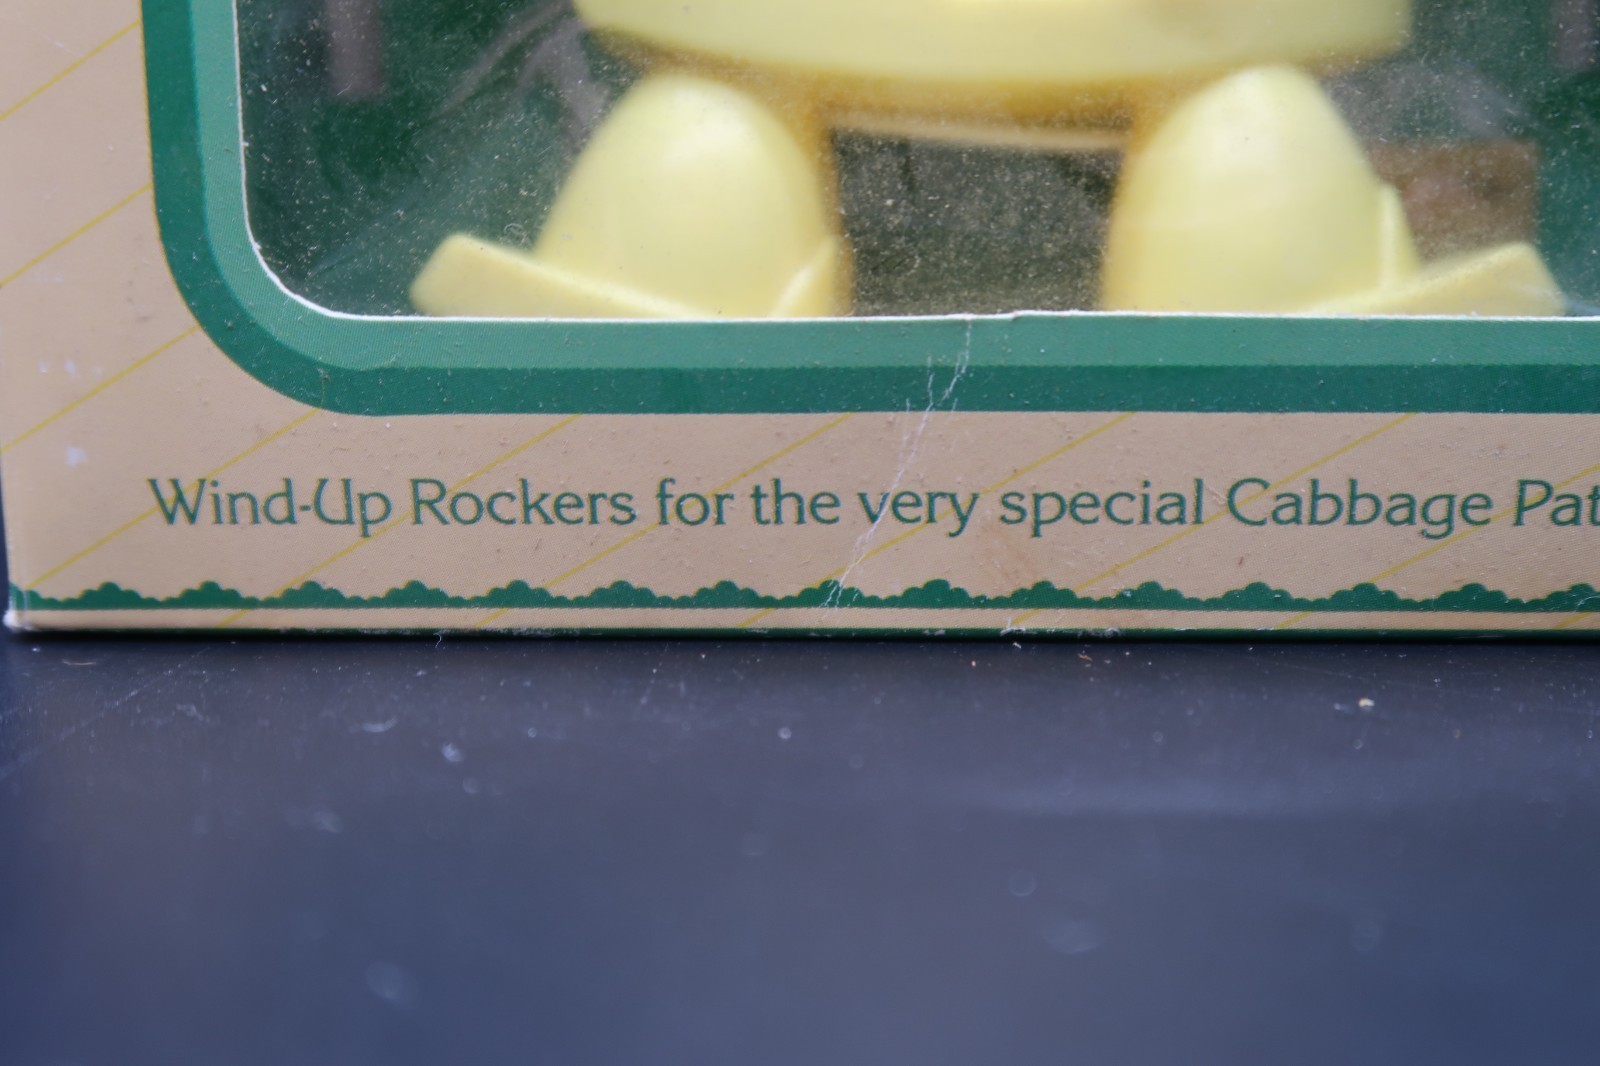 Wind-Up Rockers for the very special Cabbage Pat